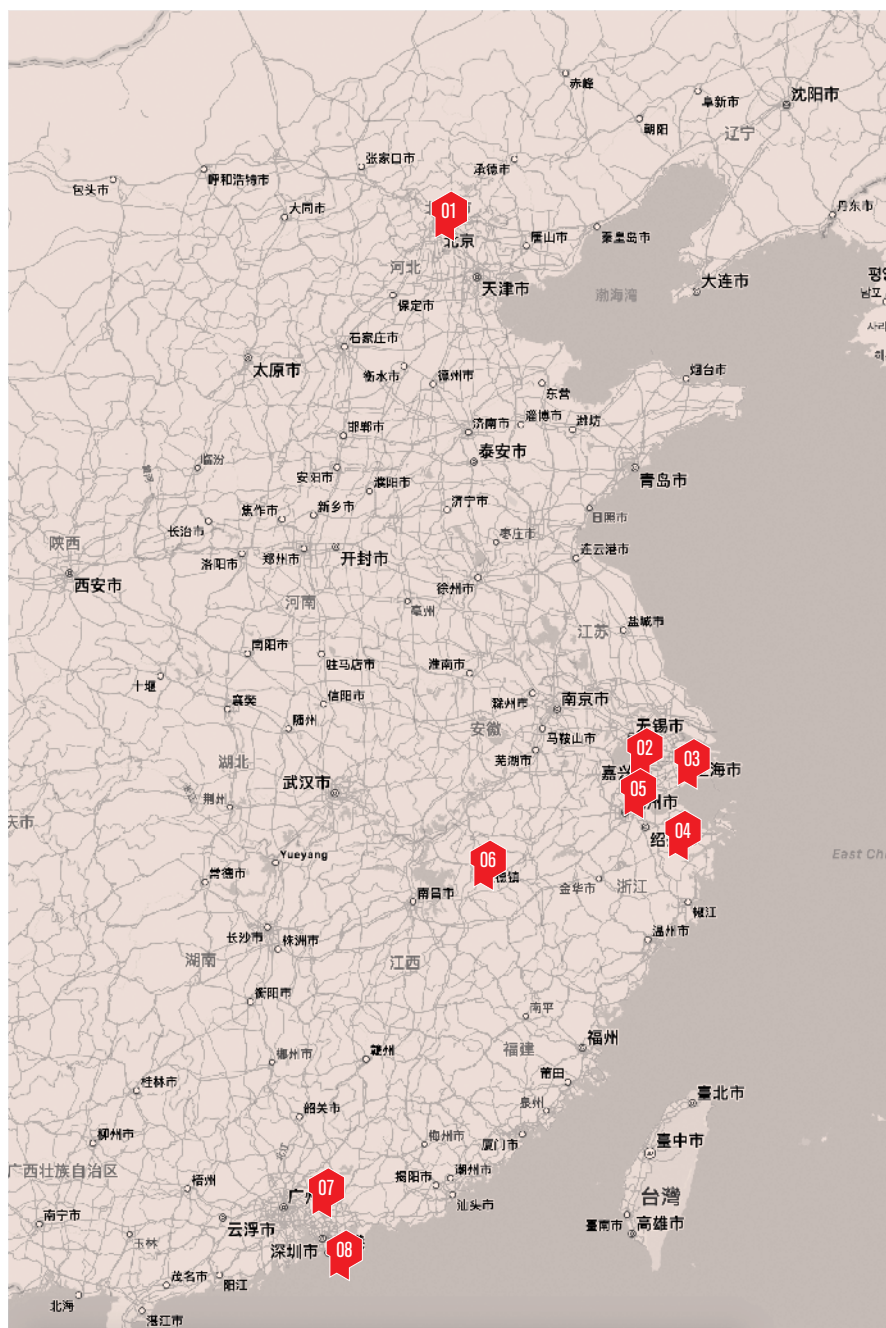 赤峰
阜新市
沈阳市
朝阳
辽宁
张家口市
承德市
包头市
呼和浩特市
大同市
01
丹东市
北京
唐山市
秦皇岛市
河北
天津市
大连市
渤海湾
保定市
石家庄市
太原市
衡水市
德州市
烟台市
东营
邯郸市
济南市
淄博市
潍坊
临汾
泰安市
安阳市
青岛市
濮阳市
焦作市
新乡市
济宁市
日照市
长治市
枣庄市
陕西
洛阳市
郑州市
开封市
连云港市
西安市
徐州市
河南
亳州
江苏
盐城市
南阳市
驻马店市
淮南市
十堰
襄樊
信阳市
滁州市
南京市
随州
安徽
马鞍山市
无锡市
02
芜湖市
03
湖北
嘉兴
武汉市
05
荆州
庆市
04
East Chi
Yueyang
06
德镇
常德市
金华市
浙江
南昌市
椒江
长沙市
株洲市
温州市
湖南
江西
衡阳市
南平
福州
郴州市
赣州
福建
莆田
桂林市
臺北市
泉州
韶关市
柳州市
梅州市
厦门市
臺中市
广西壮族自治区
揭阳市
潮州市
梧州
07
台灣
汕头市
南宁市
云浮市
臺南市
高雄市
玉林
深圳市
08
茂名市
阳江
北海
湛江市